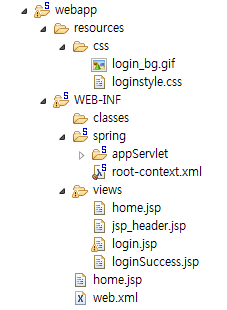 webapp
resources
css
login_bg.gif
loginstyle.css
WEB-INF
classes
spring
appServlet
root-context.xml
views
home.jsp
jsp_header.jsp
login.jsp
loginSuccess.jsp
home.jsp
web.xml